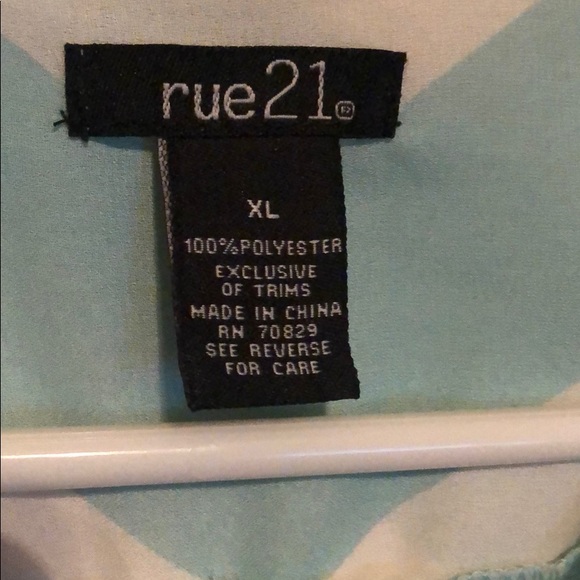 rue21®
XL
100%POLYESTER
EXCLUSIVE
OF TRIMS
MADE IN CHINA
RN 70829
SEE REVERSE
FOR CARE